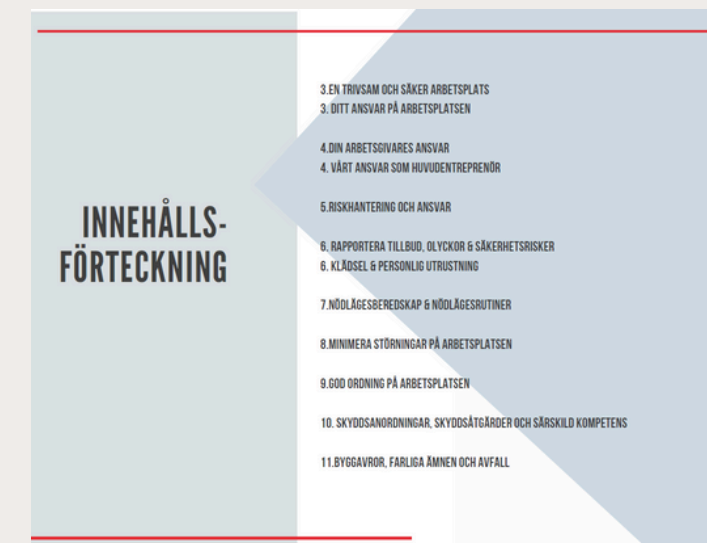 INNEHÅLLS-
FÖRTECKNING
3.EN TRIVSAM OCH SÄKER ARBETSPLATS
3. DITT ANSVAR PÅ ARBETSPLATSEN
4.DIN ARBETSGIVARES ANSVAR
4. VÅRT ANSVAR SOM HUVUDENTREPRENÖR
5.RISKHANTERING OCH ANSVAR
6. RAPPORTERA TILLBUD, OLYCKOR & SÄKERHETSRISKER
6. KLÄDSEL & PERSONLIG UTRUSTNING
7.NÖDLÄGESBEREDSKAP & NÖDLÄGESRUTINER
8.MINIMERA STÖRNINGAR PÅ ARBETSPLATSEN
9.GOD ORDNING PÅ ARBETSPLATSEN
10. SKYDDSANORDNINGAR, SKYDDSÅTGÄRDER OCH SÄRSKILD KOMPETENS
11.BYGGAVROR, FARLIGA ÄMNEN OCH AVFALL